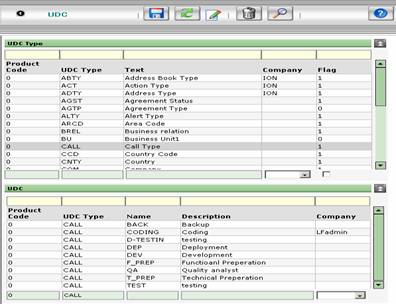 UDC
UDC Type
Product Code UDC Type Text Company Flag
0 ABTY Address Book Type ION 1
0 ACT Action Type ION 1
0 ADTY Address Type ION 1
0 AGST Agreement Status 1
0 AGTP Agreement Type 0
0 ALTY Alert Type 1
0 ARCD Area Code 1
0 BREL Business relation 1
0 BU Business Unit1 0
0 CALL Call Type 1
0 CCD Country Code 1
0 CNTY Country 1
0
UDC
Product Code UDC Type Name Description Company
0 CALL BACK Backup
0 CALL CODING Coding LFadmin
0 CALL D-TESTIN testing
0 CALL DEP Deployment
0 CALL DEV Development
0 CALL F_PREP Functioanl Preperation
0 CALL QA Quality analyst
0 CALL T_PREP Technical Preperation
0 CALL TEST testing
0 CALL